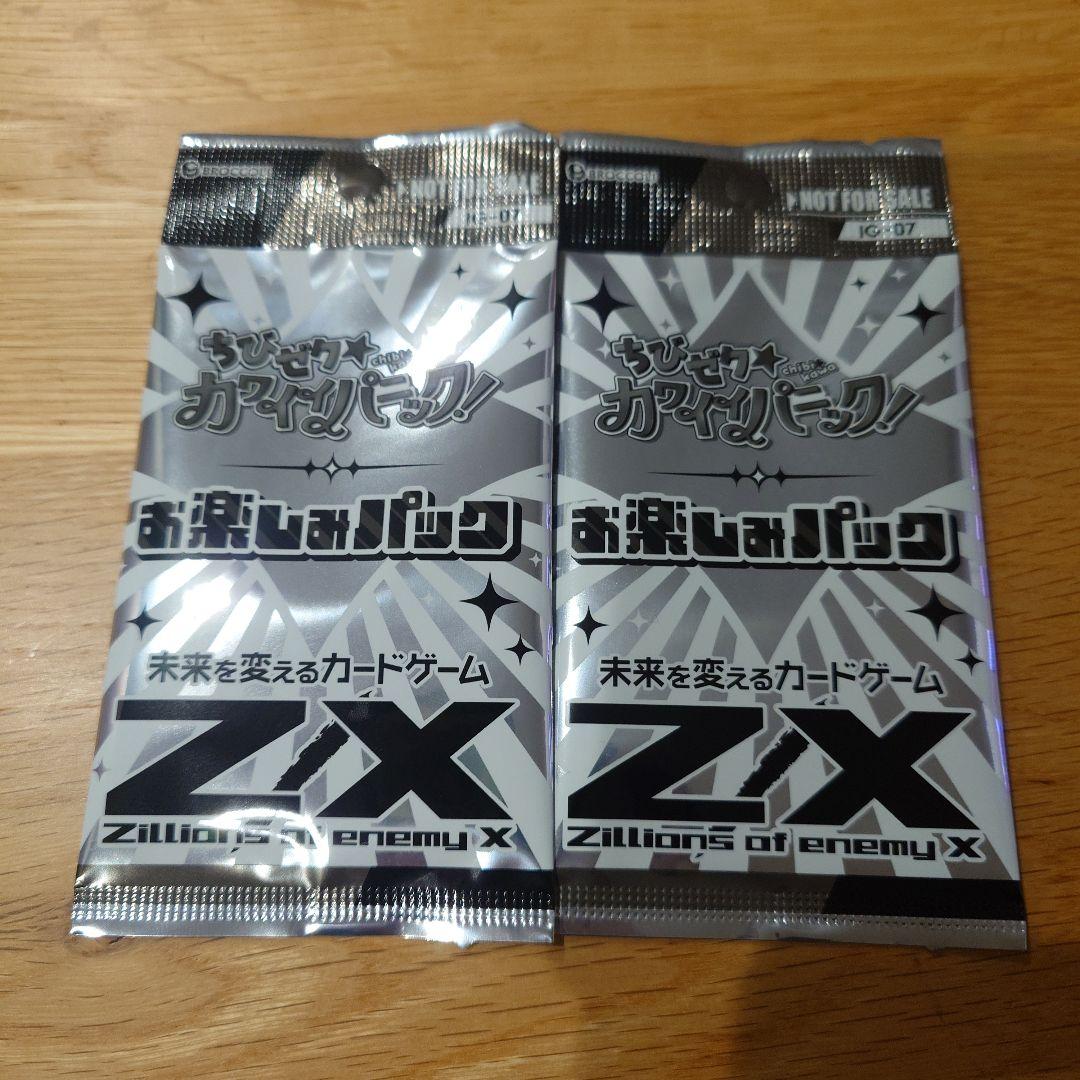 BROCCOLI
NOT FOR SALE
IG-07
ちびゼク★
chibi kawa
カワイイパニック!
お楽しみパック
未来を変えるカードゲーム
Z/X
Zillions of enemy X
BROCCOLI
NOT FOR SALE
IG-07
ちびゼク★
chibi kawa
カワイイパニック!
お楽しみパック
未来を変えるカードゲーム
Z/X
Zillions of enemy X